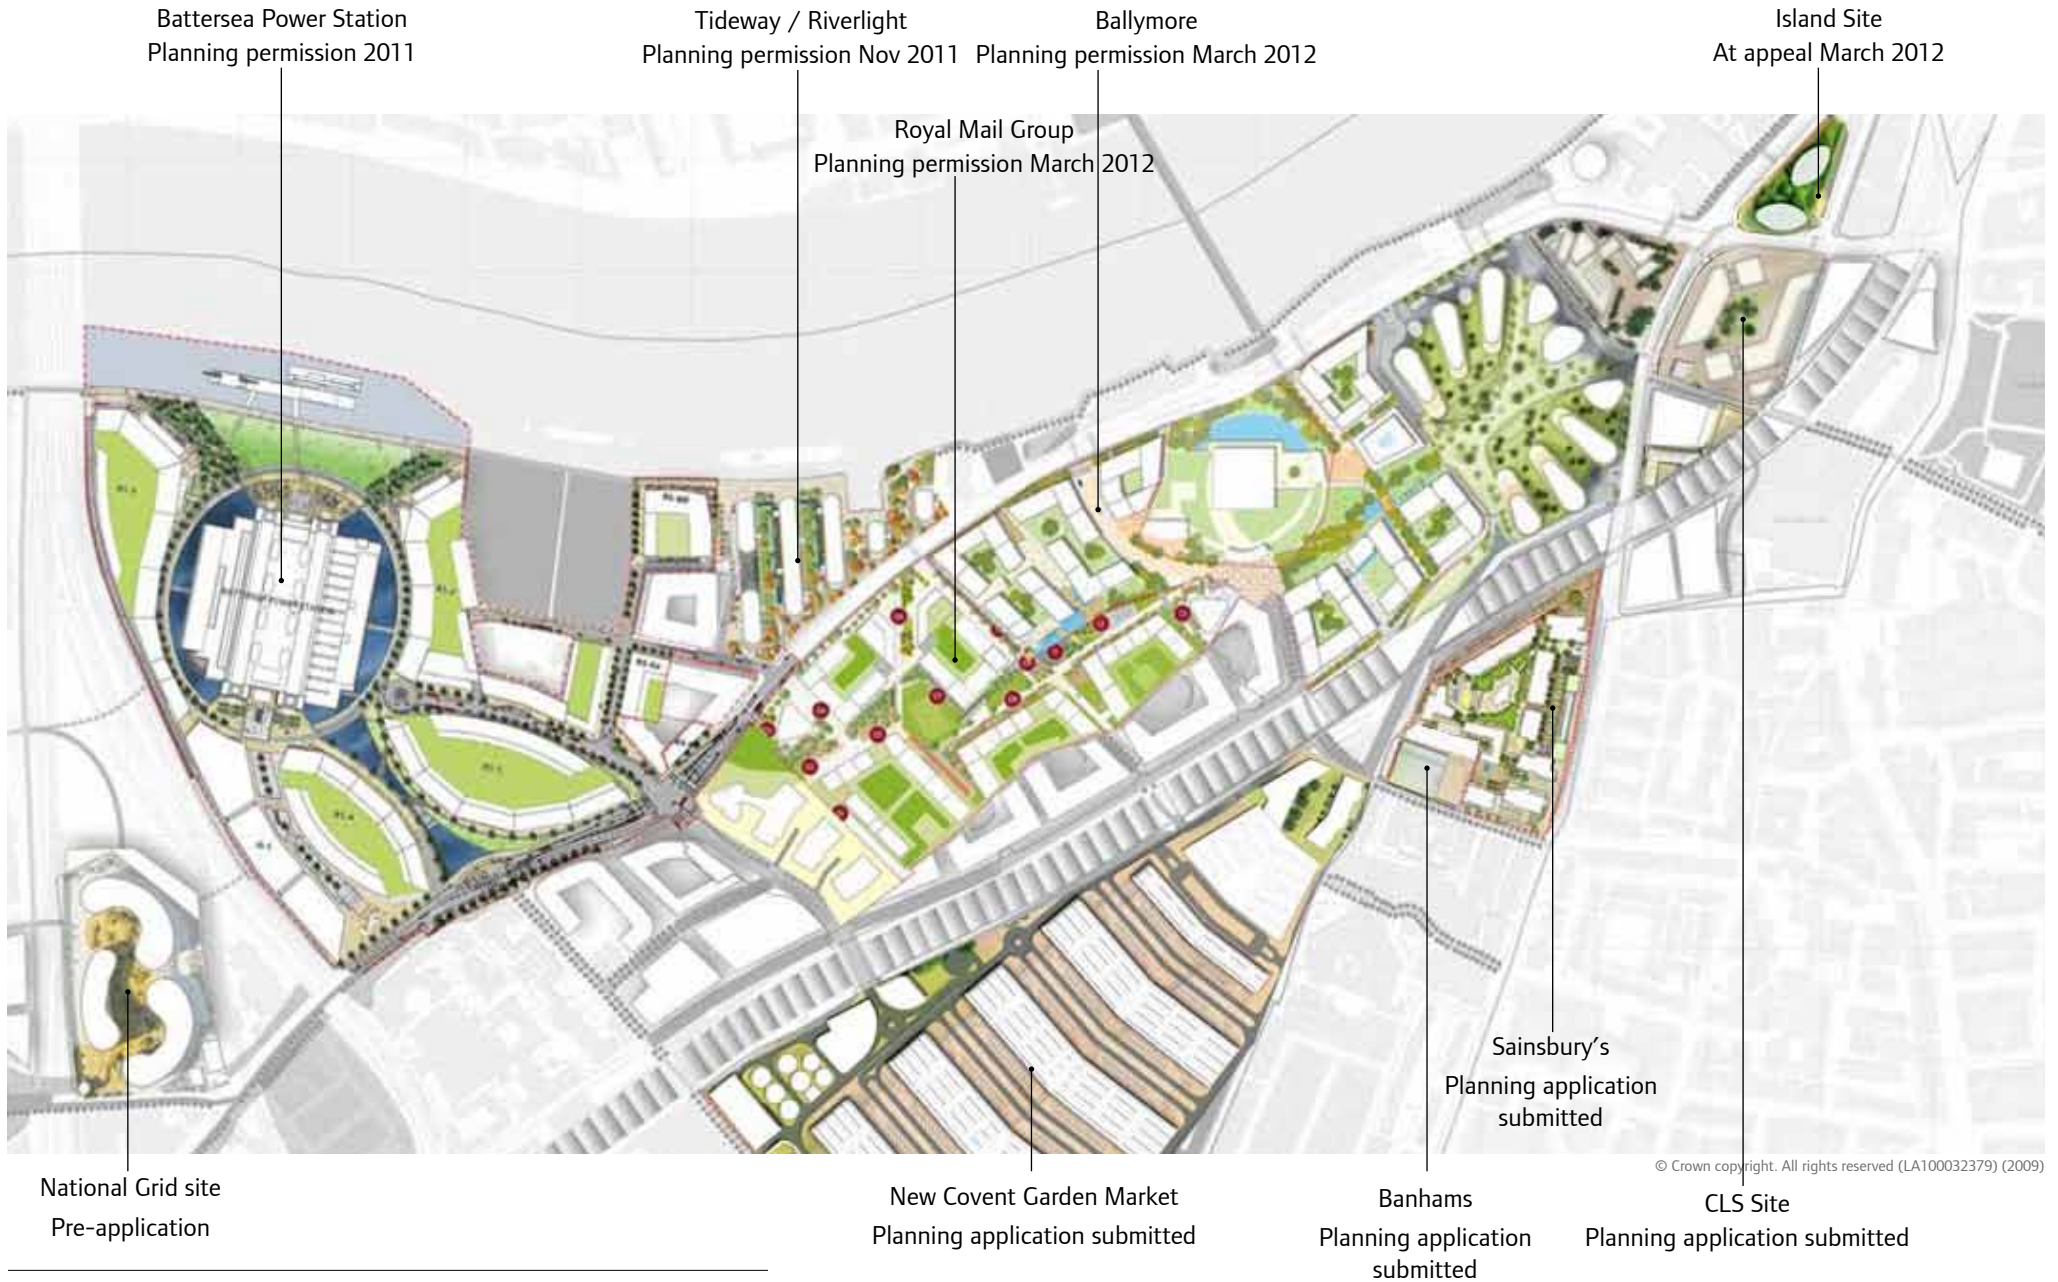 Battersea Power Station
Planning permission 2011
Tideway / Riverlight
Planning permission Nov 2011
Ballymore
Planning permission March 2012
Island Site
At appeal March 2012
Royal Mail Group
Planning permission March 2012
Sainsbury's
Planning application
submitted
© Crown copyright. All rights reserved (LA100032379) (2009)
National Grid site
Pre-application
New Covent Garden Market
Planning application submitted
Banhams
Planning application
submitted
CLS Site
Planning application submitted